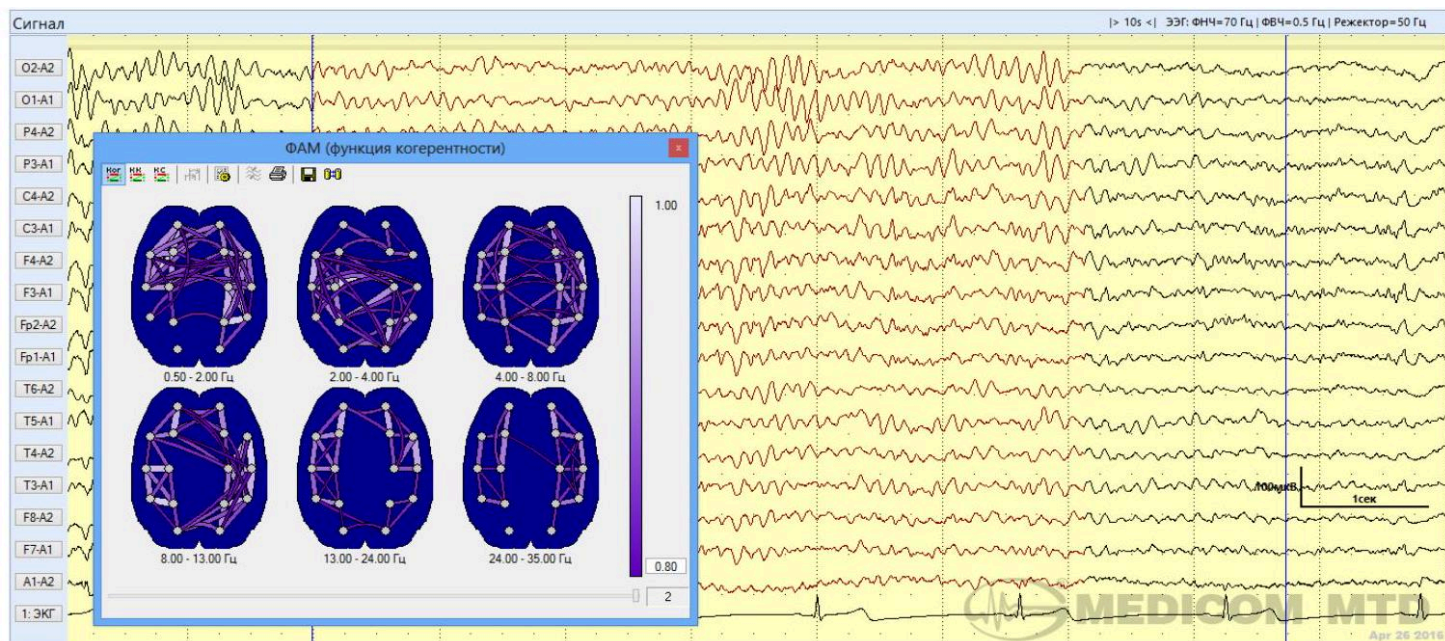 Сигнал
|> 10s <| ЭЭГ: ФНЧ=70 Гц | ФВЧ=0.5 Гц | Режектор=50 Гц
O2-A2
O1-A1
P4-A2
P3-A1
C4-A2
C3-A1
F4-A2
F3-A1
Fp2-A2
Fp1-A1
T6-A2
T5-A1
T4-A2
T3-A1
F8-A2
F7-A1
A1-A2
1: ЭКГ
ФАМ (функция когерентности)
x
Ког КК КС
1.00
0.50 - 2.00 Гц 2.00 - 4.00 Гц 4.00 - 8.00 Гц
8.00 - 13.00 Гц 13.00 - 24.00 Гц 24.00 - 35.00 Гц
0.80
2
100мкВ
1сек
MEDICOM MTD
Apr 26 2016